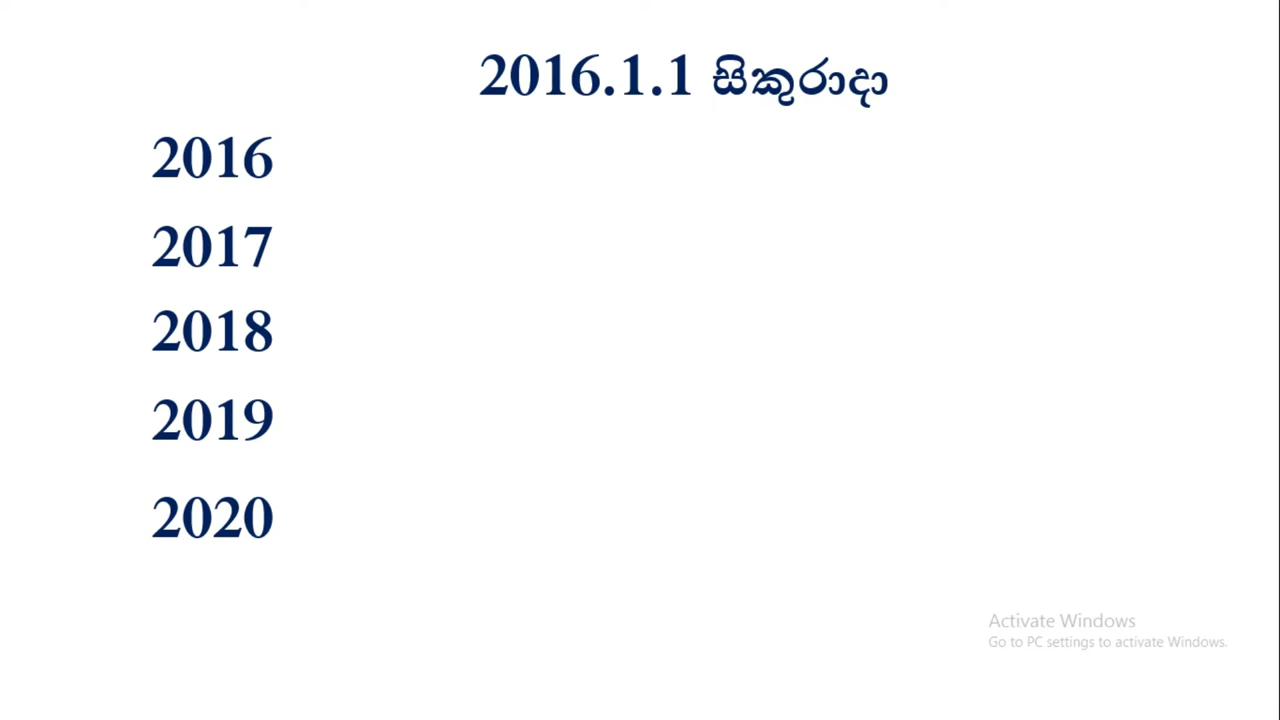 2016.1.1 සිකුරාදා
2016
2017
2018
2019
2020
Activate Windows
Go to PC settings to activate Windows.